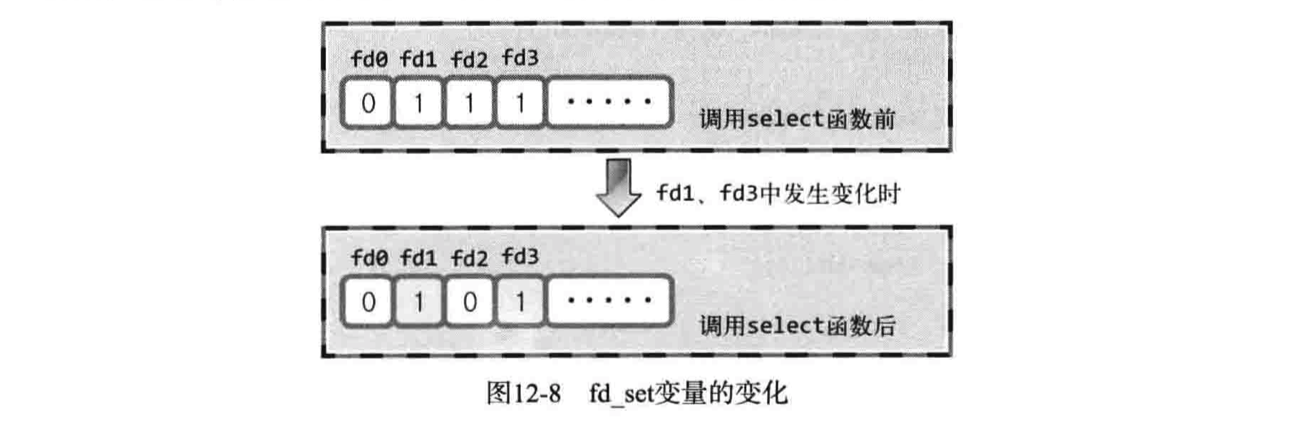 fd0 fd1 fd2 fd3
0 1 1 1 ·····
调用select函数前
fd1、fd3中发生变化时
fd0 fd1 fd2 fd3
0 1 0 1 ·····
调用select函数后
图12-8 fd_set变量的变化